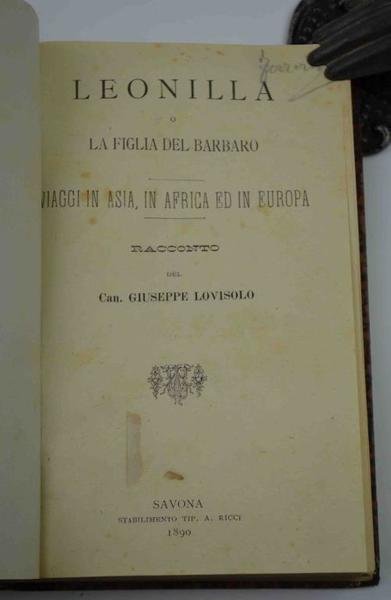 LEONILLA
O
LA FIGLIA DEL BARBARO
VIAGGI IN ASIA, IN AFRICA ED IN EUROPA
RACCONTO
DEL
Can. GIUSEPPE LOVISOLO
SAVONA
STABILIMENTO TIP. A. RICCI
1890